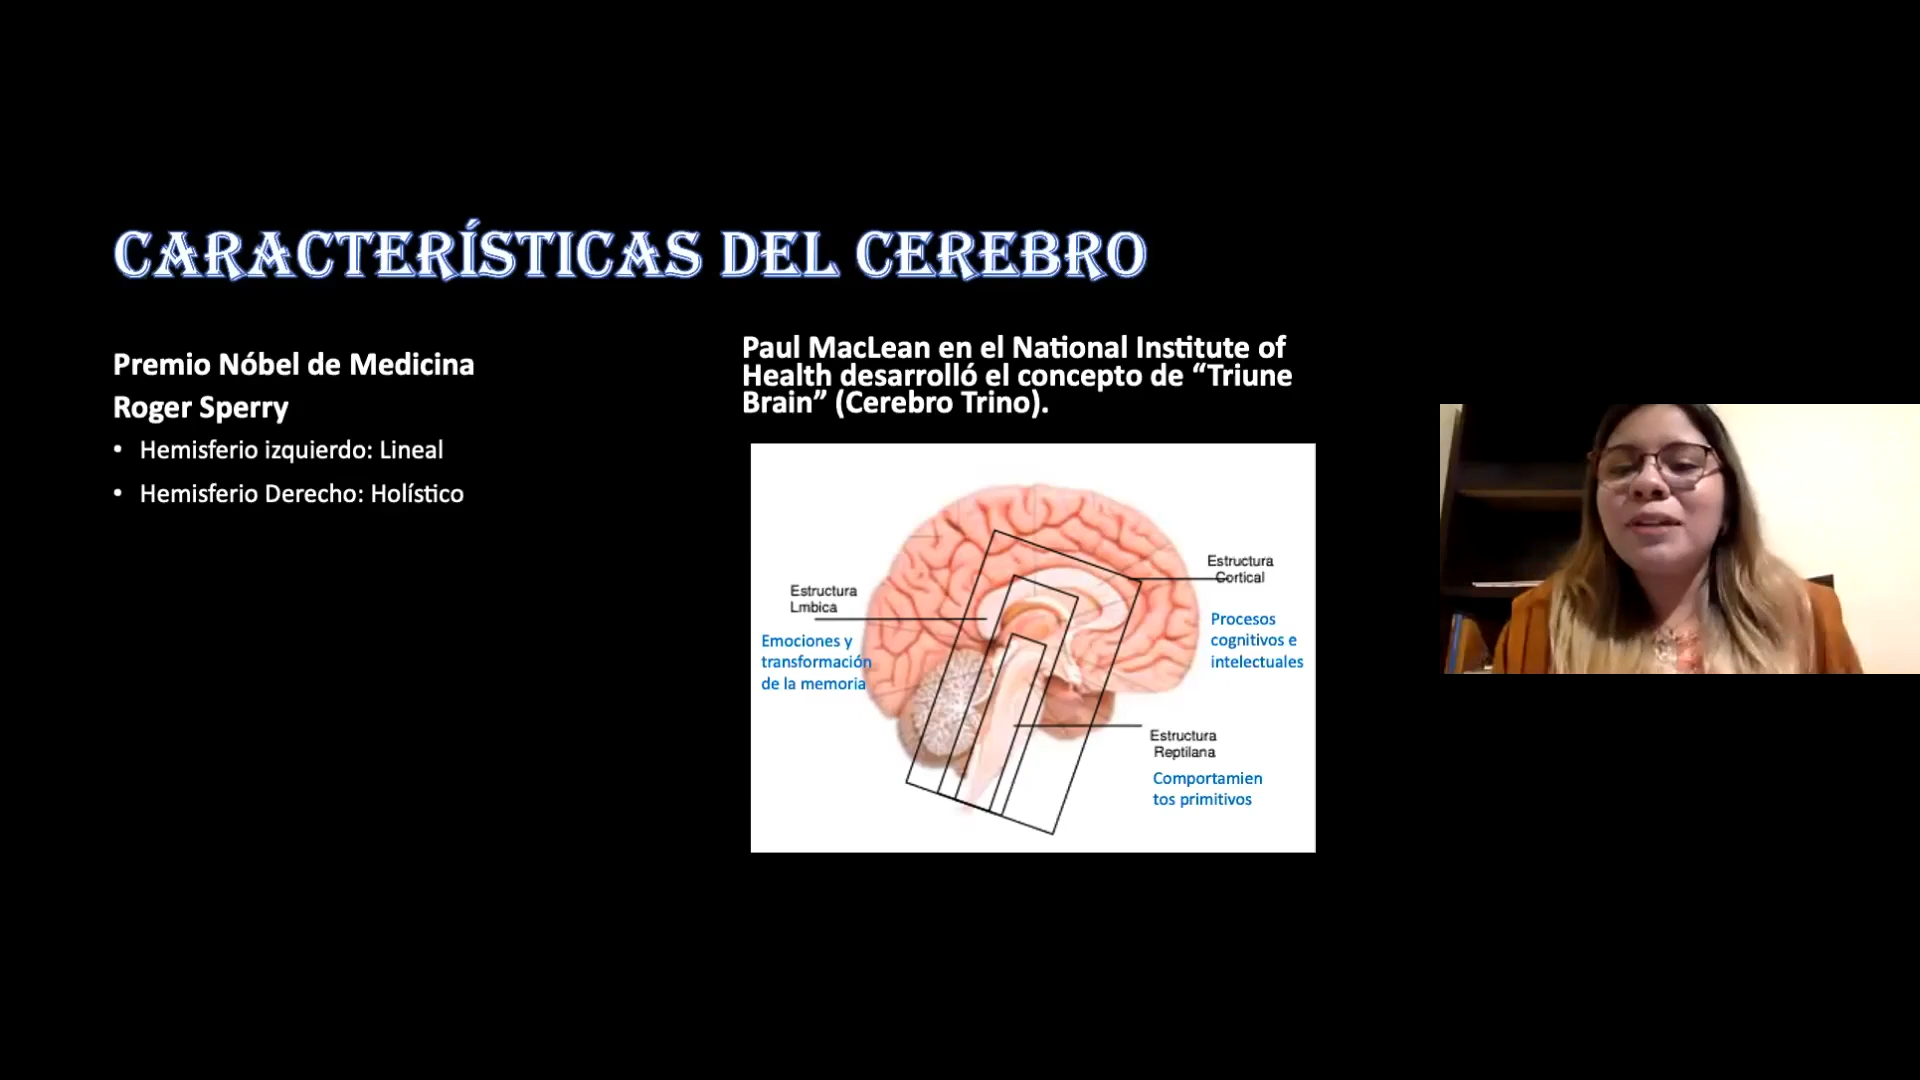 CARACTERÍSTICAS DEL CEREBRO
Premio Nóbel de Medicina
Roger Sperry
• Hemisferio izquierdo: Lineal
• Hemisferio Derecho: Holístico
Paul MacLean en el National Institute of
Health desarrolló el concepto de “Triune
Brain” (Cerebro Trino).
Estructura
Lmbica
Emociones y
transformación
de la memoria
Estructura
Cortical
Procesos
cognitivos e
intelectuales
Estructura
Reptilana
Comportamien
tos primitivos